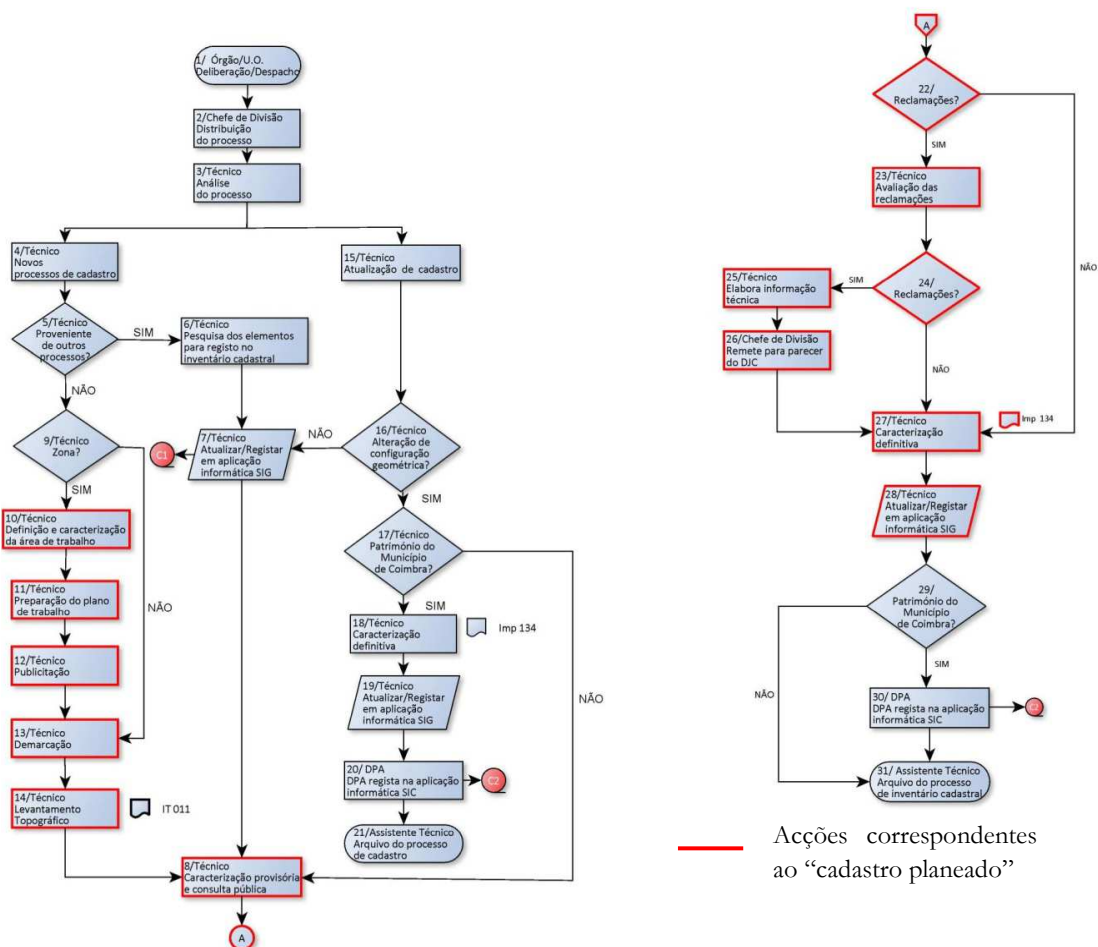 1/ Órgão/U.O.
Deliberação/Despacho
2/Chefe de Divisão
Distribuição
do processo
3/Técnico
Análise
do processo
4/Técnico
Novos
processos de cadastro
15/Técnico
Atualização de cadastro
5/Técnico
Proveniente
de outros
processos?
SIM
6/Técnico
Pesquisa dos elementos
para registo no
inventário cadastral
NÃO
9/Técnico
Zona?
C1
7/Técnico
Atualizar/Registar
em aplicação
informática SIG
NÃO
16/Técnico
Alteração de
configuração
geométrica?
SIM
SIM
10/Técnico
Definição e caracterização
da área de trabalho
17/Técnico
Património do
Município
de Coimbra?
11/Técnico
Preparação do plano
de trabalho
NÃO
SIM
18/Técnico
Caracterização
definitiva
Imp 134
12/Técnico
Publicitação
19/Técnico
Atualizar/Registar
em aplicação
informática SIG
NÃO
13/Técnico
Demarcação
20/ DPA
DPA regista na aplicação
informática SIC
C2
14/Técnico
Levantamento
Topográfico
IT 011
21/Assistente Técnico
Arquivo do processo
de cadastro
8/Técnico
Caracterização provisória
e consulta pública
A
A
22/
Reclamações?
SIM
23/Técnico
Avaliação das
reclamações
NÃO
24/
Reclamações?
SIM
25/Técnico
Elabora informação
técnica
26/Chefe de Divisão
Remete para parecer
do DJC
NÃO
27/Técnico
Caracterização
definitiva
Imp 134
28/Técnico
Atualizar/Registar
em aplicação
informática SIG
29/
Património do
Município
de Coimbra?
SIM
NÃO
30/ DPA
DPA regista na aplicação
informática SIC
31/ Assistente Técnico
Arquivo do processo
de inventário cadastral
Acções correspondentes
ao “cadastro planeado”